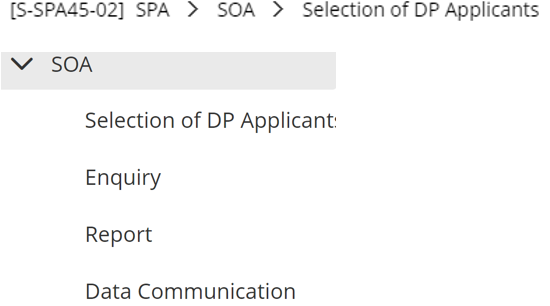 [S-SPA45-02] SPA > SOA > Selection of DP Applicants
SOA
Selection of DP Applicants
Enquiry
Report
Data Communication